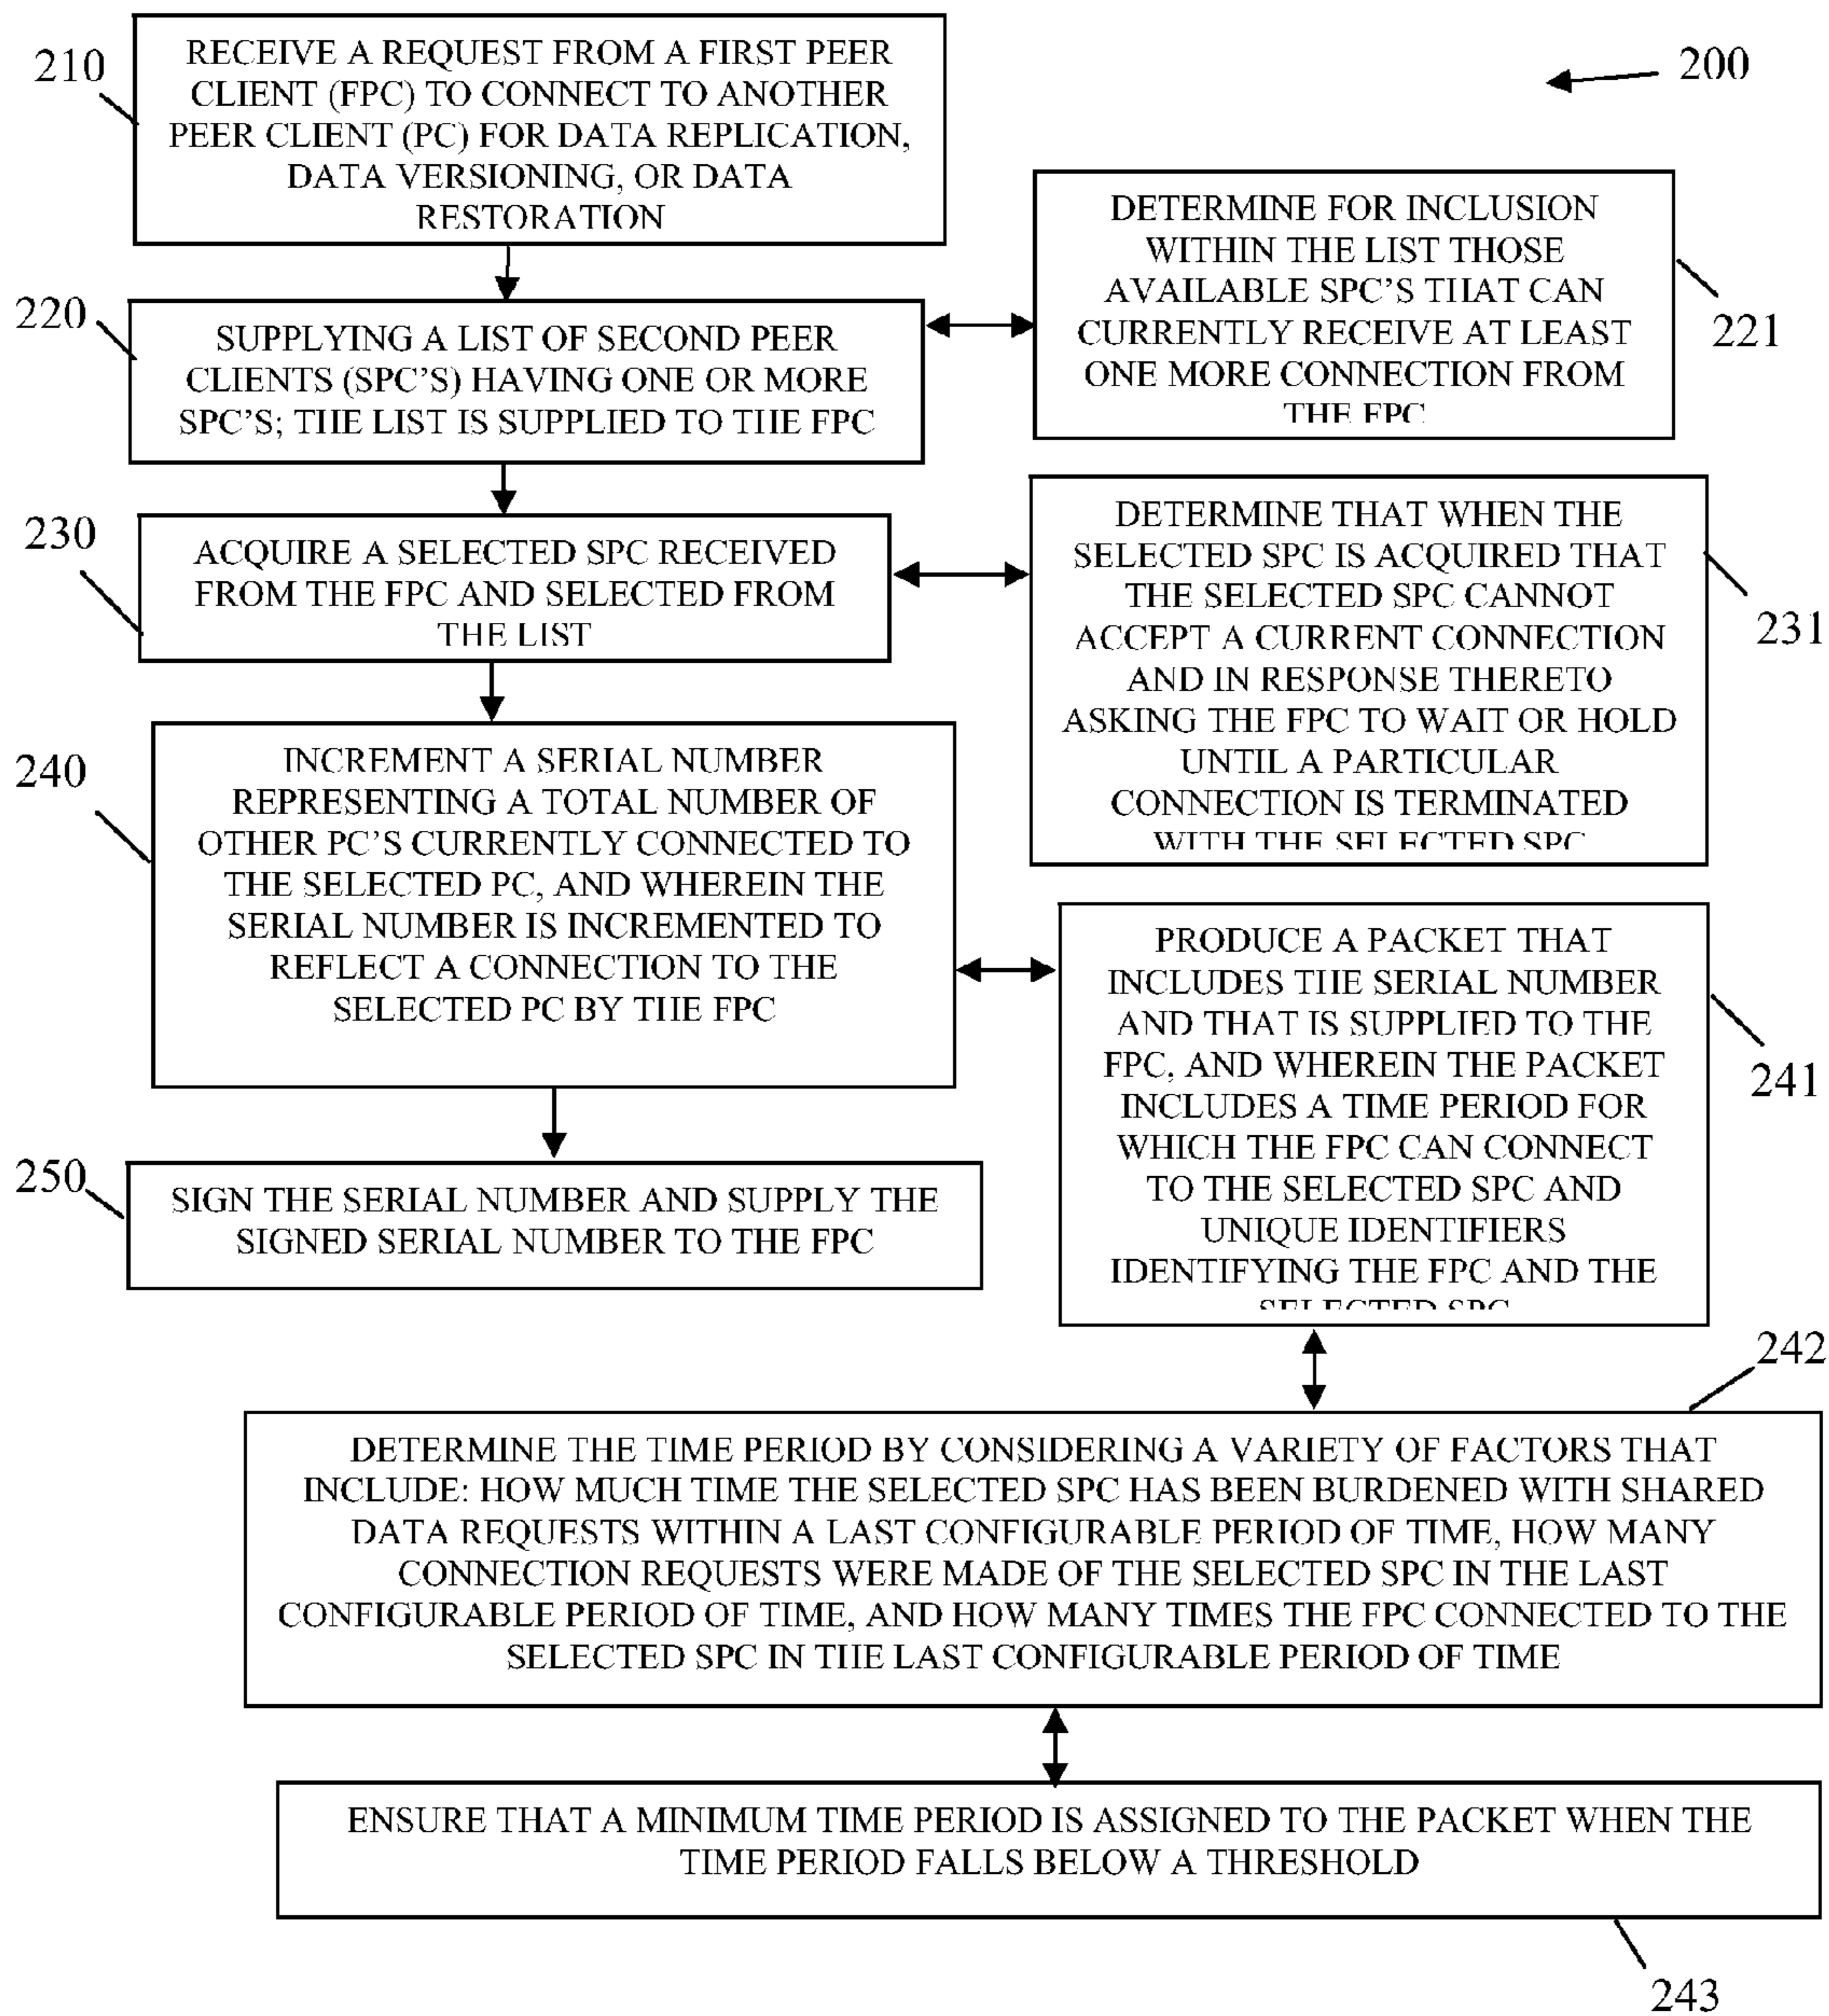 200
210
RECEIVE A REQUEST FROM A FIRST PEER
CLIENT (FPC) TO CONNECT TO ANOTHER
PEER CLIENT (PC) FOR DATA REPLICATION,
DATA VERSIONING, OR DATA
RESTORATION
220
SUPPLYING A LIST OF SECOND PEER
CLIENTS (SPC'S) HAVING ONE OR MORE
SPC'S; THE LIST IS SUPPLIED TO THE FPC
DETERMINE FOR INCLUSION
WITHIN THE LIST THOSE
AVAILABLE SPC'S THAT CAN
CURRENTLY RECEIVE AT LEAST
ONE MORE CONNECTION FROM
THE FPC
221
230
ACQUIRE A SELECTED SPC RECEIVED
FROM THE FPC AND SELECTED FROM
THE LIST
DETERMINE THAT WHEN THE
SELECTED SPC IS ACQUIRED THAT
THE SELECTED SPC CANNOT
ACCEPT A CURRENT CONNECTION
AND IN RESPONSE THERETO
ASKING THE FPC TO WAIT OR HOLD
UNTIL A PARTICULAR
CONNECTION IS TERMINATED
WITH THE SELECTED SPC
231
240
INCREMENT A SERIAL NUMBER
REPRESENTING A TOTAL NUMBER OF
OTHER PC'S CURRENTLY CONNECTED TO
THE SELECTED PC, AND WHEREIN THE
SERIAL NUMBER IS INCREMENTED TO
REFLECT A CONNECTION TO THE
SELECTED PC BY THE FPC
PRODUCE A PACKET THAT
INCLUDES THE SERIAL NUMBER
AND THAT IS SUPPLIED TO THE
FPC, AND WHEREIN THE PACKET
INCLUDES A TIME PERIOD FOR
WHICH THE FPC CAN CONNECT
TO THE SELECTED SPC AND
UNIQUE IDENTIFIERS
IDENTIFYING THE FPC AND THE
SELECTED SPC
241
250
SIGN THE SERIAL NUMBER AND SUPPLY THE
SIGNED SERIAL NUMBER TO THE FPC
242
DETERMINE THE TIME PERIOD BY CONSIDERING A VARIETY OF FACTORS THAT
INCLUDE: HOW MUCH TIME THE SELECTED SPC HAS BEEN BURDENED WITH SHARED
DATA REQUESTS WITHIN A LAST CONFIGURABLE PERIOD OF TIME, HOW MANY
CONNECTION REQUESTS WERE MADE OF THE SELECTED SPC IN THE LAST
CONFIGURABLE PERIOD OF TIME, AND HOW MANY TIMES THE FPC CONNECTED TO THE
SELECTED SPC IN THE LAST CONFIGURABLE PERIOD OF TIME
ENSURE THAT A MINIMUM TIME PERIOD IS ASSIGNED TO THE PACKET WHEN THE
TIME PERIOD FALLS BELOW A THRESHOLD
243